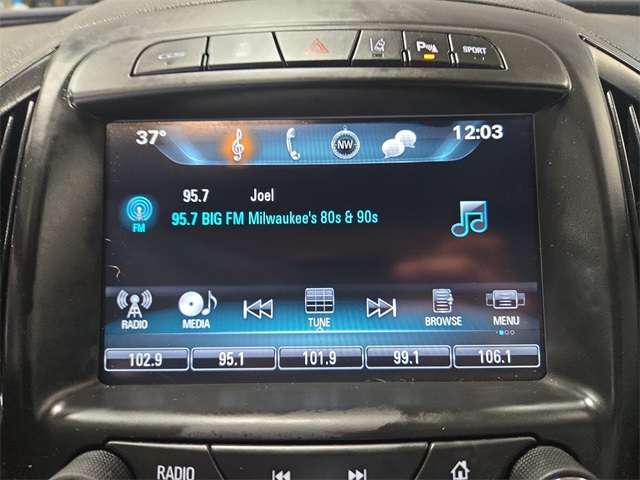 GS SPORT
37° NW 12:03
95.7 Joel
FM 95.7 BIG FM Milwaukee's 80s & 90s
RADIO MEDIA TUNE BROWSE MENU
102.9 95.1 101.9 99.1 106.1
RADIO